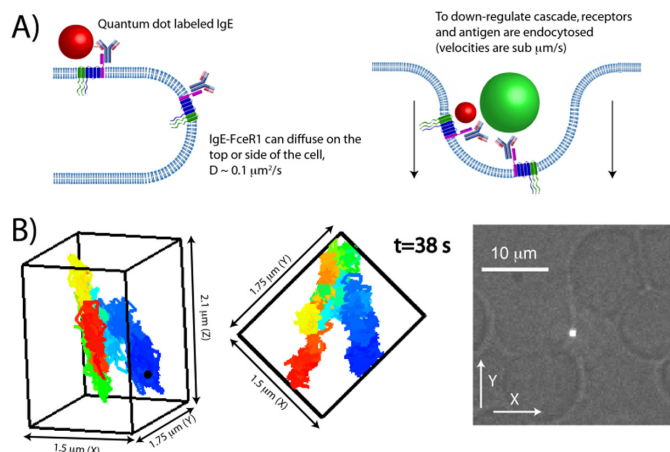 A)
Quantum dot labeled IgE
To down-regulate cascade, receptors
and antigen are endocytosed
(velocities are sub µm/s)
IgE-FceR1 can diffuse on the
top or side of the cell,
D ~ 0.1 µm²/s
B)
2.1 µm (Z)
1.5 µm (X)
1.75 µm (Y)
1.75 µm (Y)
1.5 µm (X)
t=38 s
10 µm
Y
X